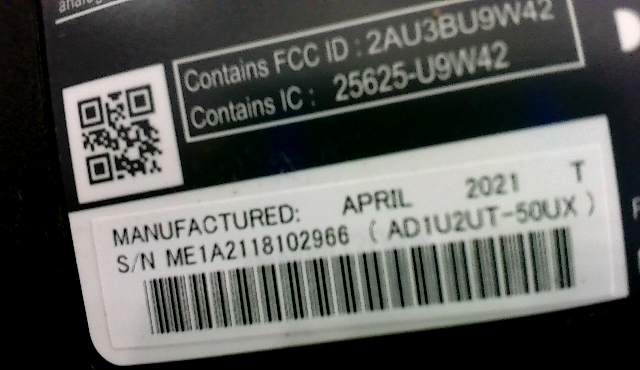 Contains FCC ID : 2AU3BU9W42
Contains IC : 25625-U9W42
MANUFACTURED: APRIL 2021 T
S/N ME1A2118102966 ( AD1U2UT-50UX )